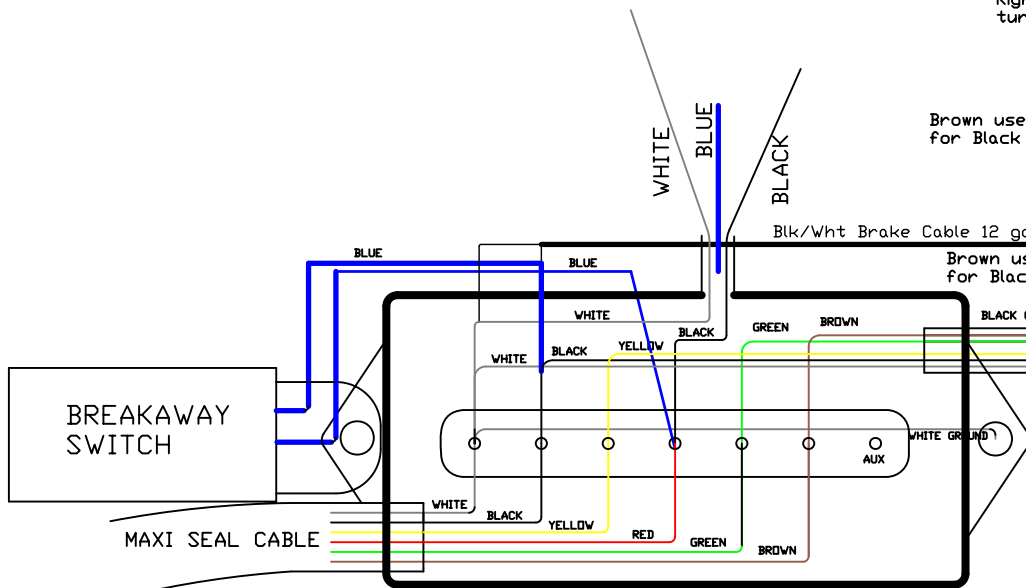 tur
Brown use
for Black
WHITE
BLUE
BLACK
Blk/Wht Brake Cable 12 ga
Brown us
for Blac
BLUE
BLUE
WHITE
BLACK
GREEN
BROWN
BLACK
YELLOW
WHITE
BLACK
BREAKAWAY
SWITCH
WHITE GROUND
AUX
WHITE
BLACK
YELLOW
RED
GREEN
BROWN
MAXI SEAL CABLE